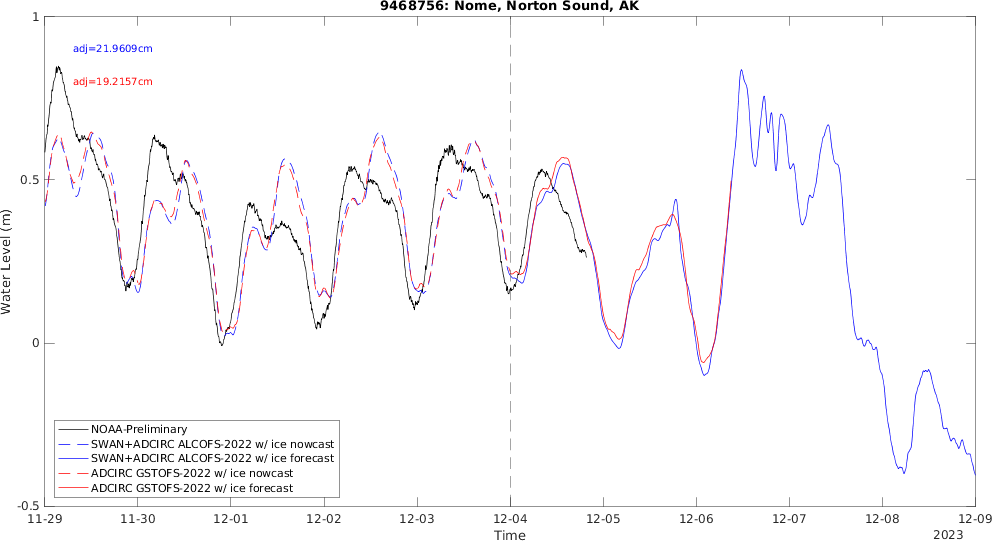 9468756: Nome, Norton Sound, AK
1
adj=21.9609cm
adj=19.2157cm
0.5
Water Level (m)
0
NOAA-Preliminary
SWAN+ADCIRC ALCOFS-2022 w/ ice nowcast
SWAN+ADCIRC ALCOFS-2022 w/ ice forecast
ADCIRC GSTOFS-2022 w/ ice nowcast
ADCIRC GSTOFS-2022 w/ ice forecast
-0.5
11-29 11-30 12-01 12-02 12-03 12-04 12-05 12-06 12-07 12-08 12-09
Time
2023